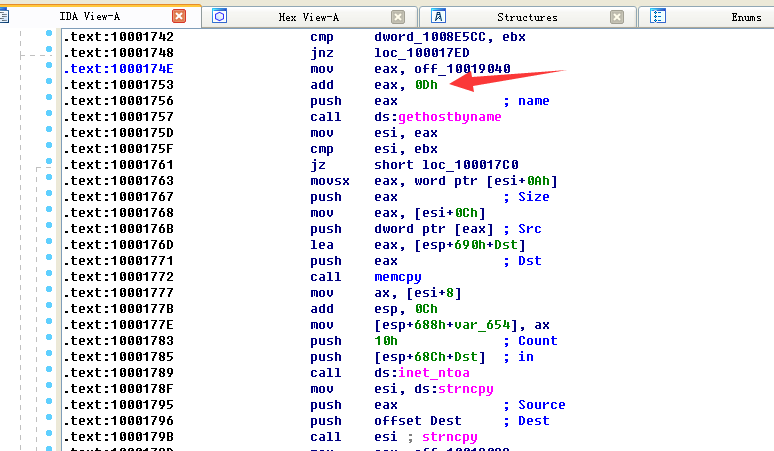 IDA View-A Hex View-A Structures Enums
.text:10001742 cmp dword_1008E5CC, ebx
.text:10001748 jnz loc_100017ED
.text:1000174E mov eax, off_10019040
.text:10001753 add eax, 0Dh
.text:10001756 push eax ; name
.text:10001757 call ds:gethostbyname
.text:1000175D mov esi, eax
.text:1000175F cmp esi, ebx
.text:10001761 jz short loc_100017C0
.text:10001763 movsx eax, word ptr [esi+0Ah]
.text:10001767 push eax ; Size
.text:10001768 mov eax, [esi+0Ch]
.text:1000176B push dword ptr [eax] ; Src
.text:1000176D lea eax, [esp+690h+Dst]
.text:10001771 push eax ; Dst
.text:10001772 call memcpy
.text:10001777 mov ax, [esi+8]
.text:1000177B add esp, 0Ch
.text:1000177E mov [esp+688h+var_654], ax
.text:10001783 push 10h ; Count
.text:10001785 push [esp+68Ch+Dst] ; in
.text:10001789 call ds:inet_ntoa
.text:1000178F mov esi, ds:strncpy
.text:10001795 push eax ; Source
.text:10001796 push offset Dest ; Dest
.text:1000179B call esi ; strncpy